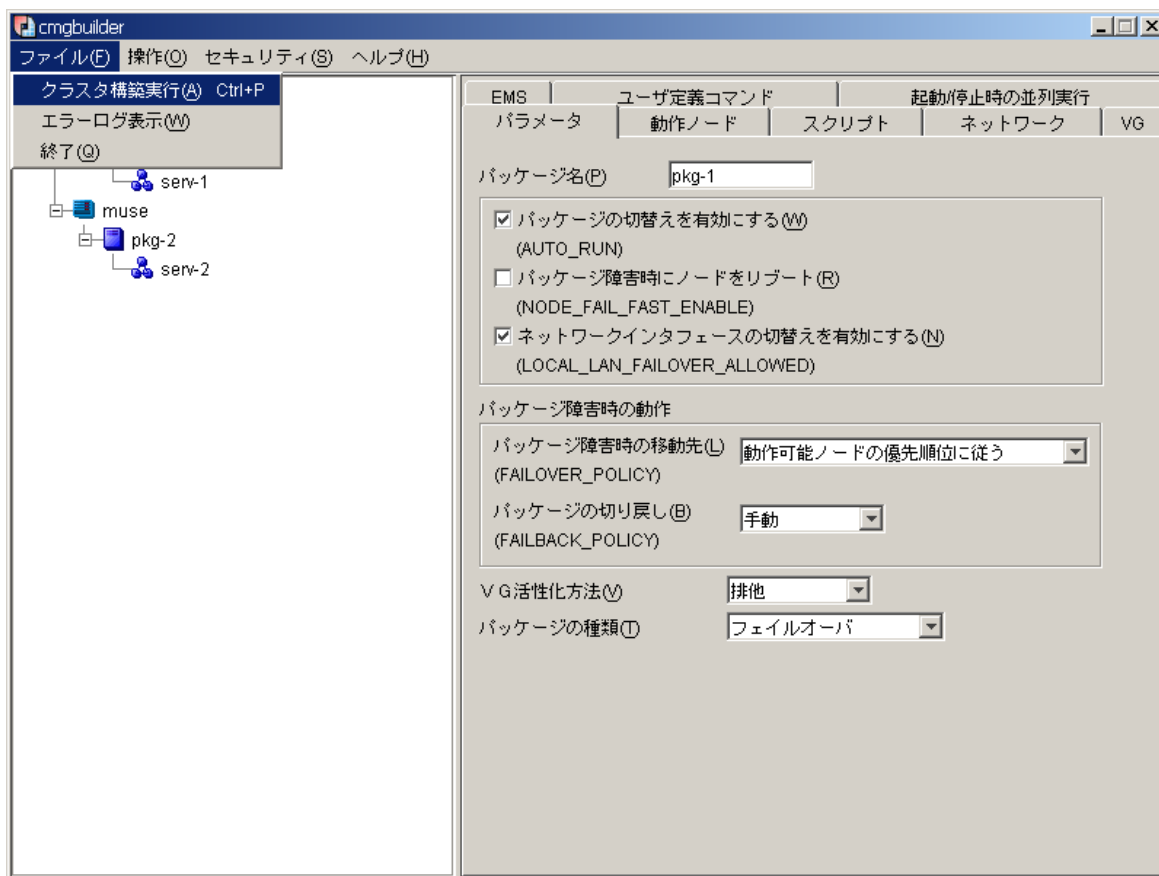 cmgbuilder
ファイル(F) 操作(O) セキュリティ(S) ヘルプ(H)
クラスタ構築実行(A) Ctrl+P
エラーログ表示(W)
終了(Q)
serv-1
muse
pkg-2
serv-2
EMS ユーザ定義コマンド 起動/停止時の並列実行
パラメータ 動作ノード スクリプト ネットワーク VG
パッケージ名(P) pkg-1
パッケージの切替えを有効にする(W)
(AUTO_RUN)
パッケージ障害時にノードをリブート(R)
(NODE_FAIL_FAST_ENABLE)
ネットワークインタフェースの切替えを有効にする(N)
(LOCAL_LAN_FAILOVER_ALLOWED)
パッケージ障害時の動作
パッケージ障害時の移動先(L) 動作可能ノードの優先順位に従う
(FAILOVER_POLICY)
パッケージの切り戻し(B) 手動
(FAILBACK_POLICY)
ＶＧ活性化方法(V) 排他
パッケージの種類(T) フェイルオーバ